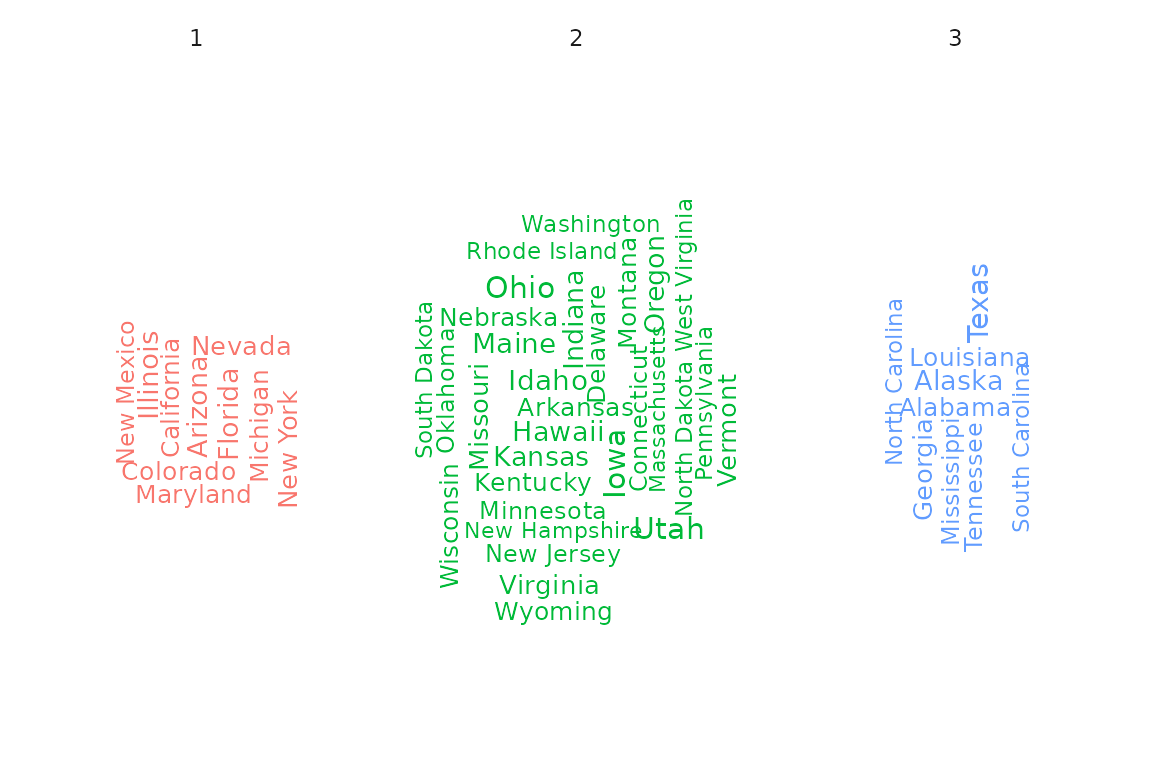 1
2
3
New Mexico
Illinois
California
Nevada
Arizona
Florida
Michigan
New York
Colorado
Maryland
Washington
Rhode Island
Ohio
Indiana
Delaware
Montana
Oregon
West Virginia
Nebraska
Maine
South Dakota
Oklahoma
Missouri
Idaho
Arkansas
Hawaii
Kansas
Kentucky
Iowa
Connecticut
Massachusetts
North Dakota
Pennsylvania
Vermont
Wisconsin
Minnesota
New Hampshire
Utah
New Jersey
Virginia
Wyoming
Texas
North Carolina
Louisiana
Alaska
Alabama
Georgia
Mississippi
Tennessee
South Carolina